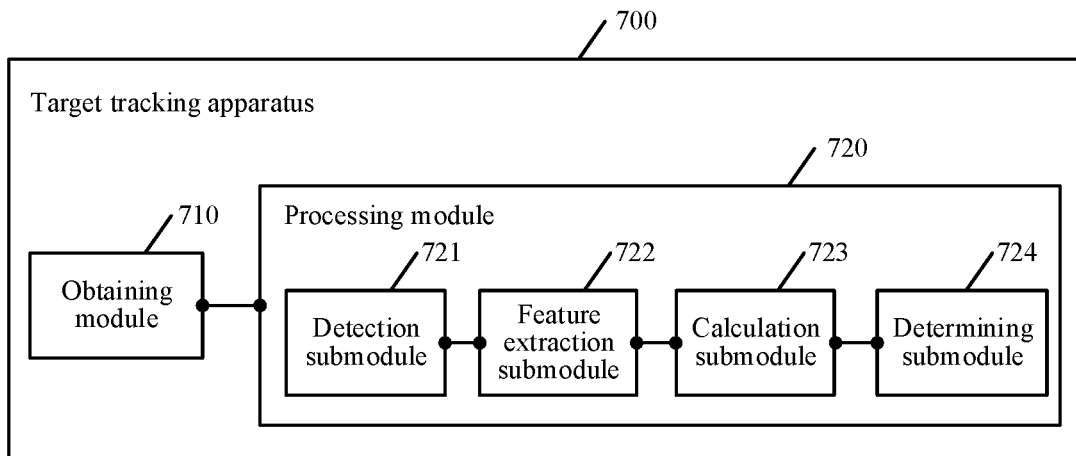 700
Target tracking apparatus
720
710
Processing module
721
722
723
724
Obtaining
module
Detection
submodule
Feature
extraction
submodule
Calculation
submodule
Determining
submodule